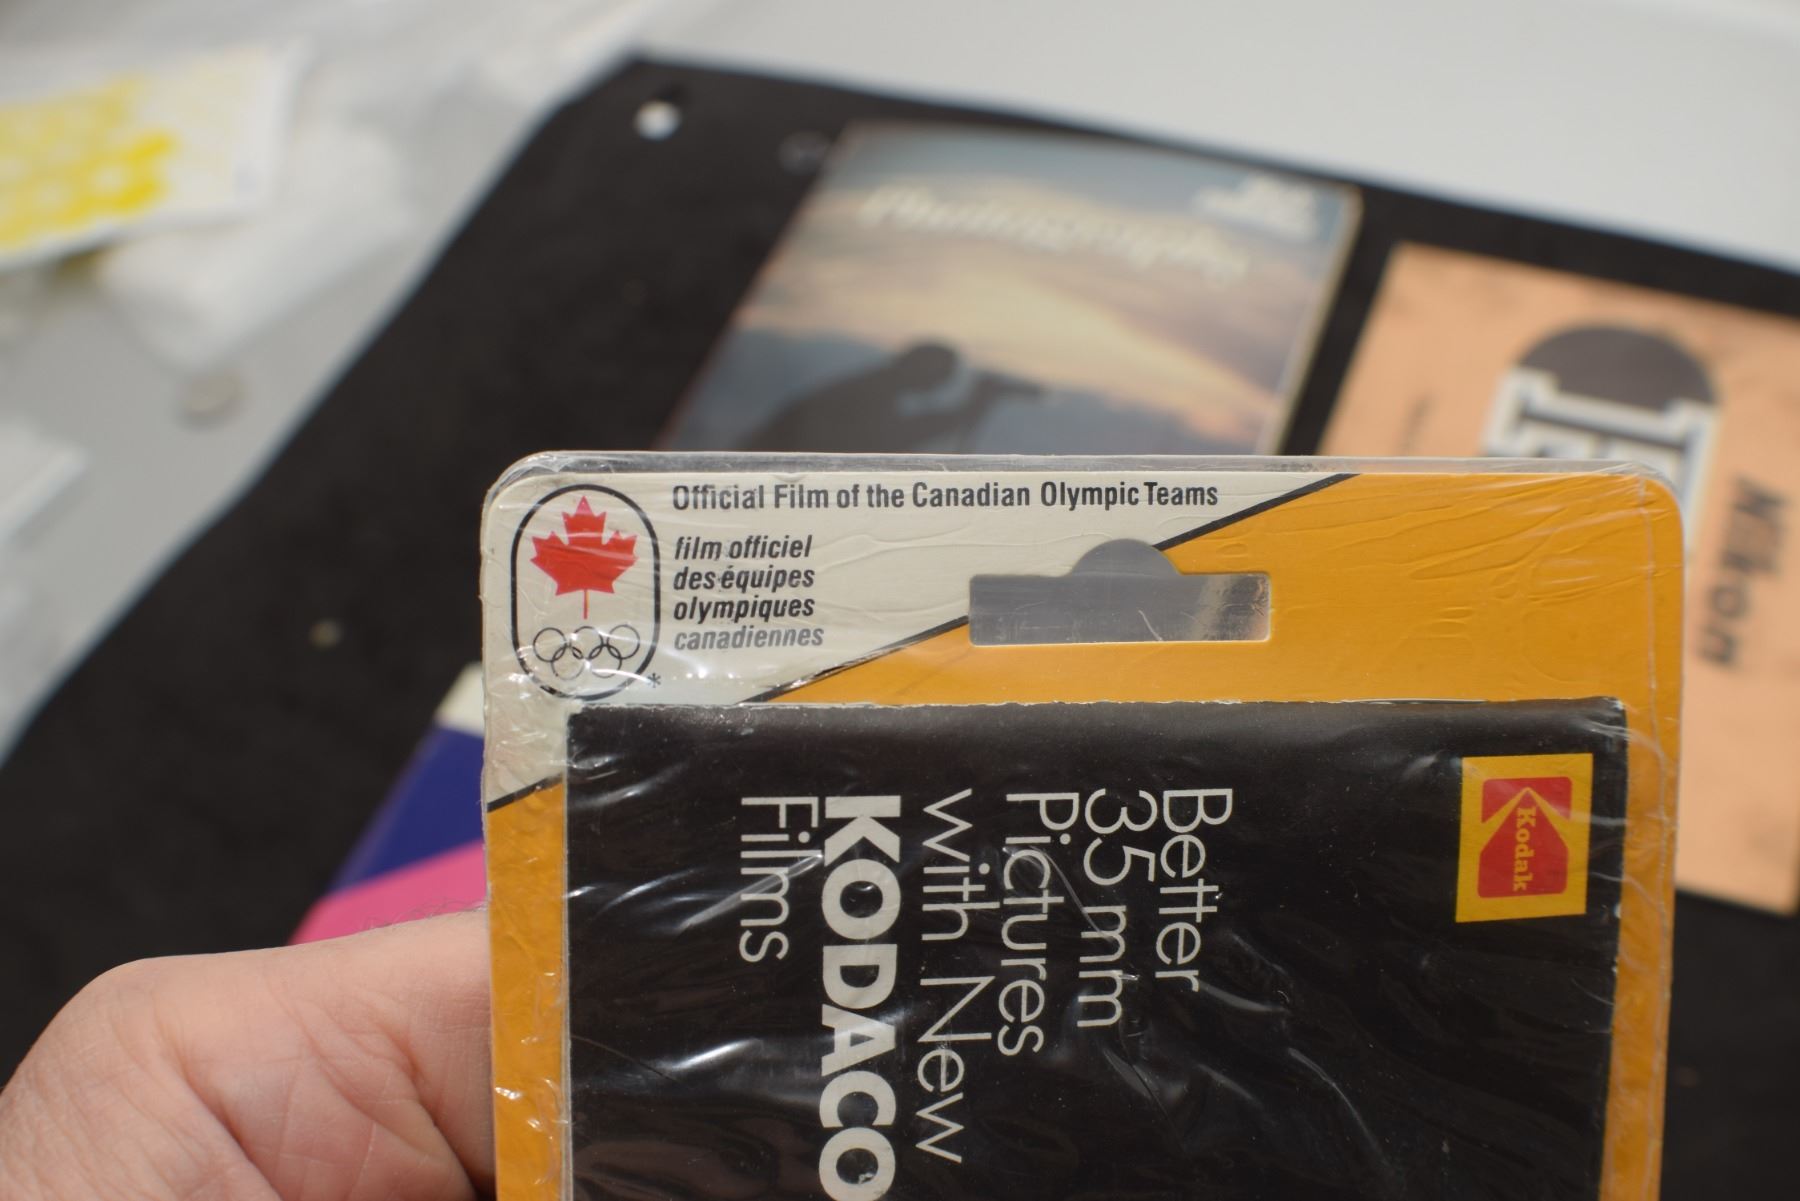 Official Film of the Canadian Olympic Teams
film officiel
des équipes
olympiques
canadiennes
*
Kodak
Better
35 mm
Pictures
with New
KODACO
Films
Photography
Nikon